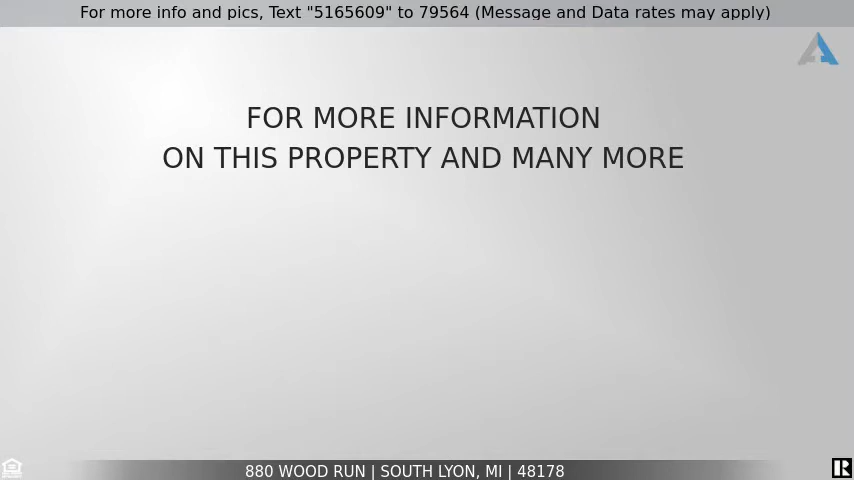 For more info and pics, Text "5165609" to 79564 (Message and Data rates may apply)
FOR MORE INFORMATION
ON THIS PROPERTY AND MANY MORE
880 WOOD RUN | SOUTH LYON, MI | 48178